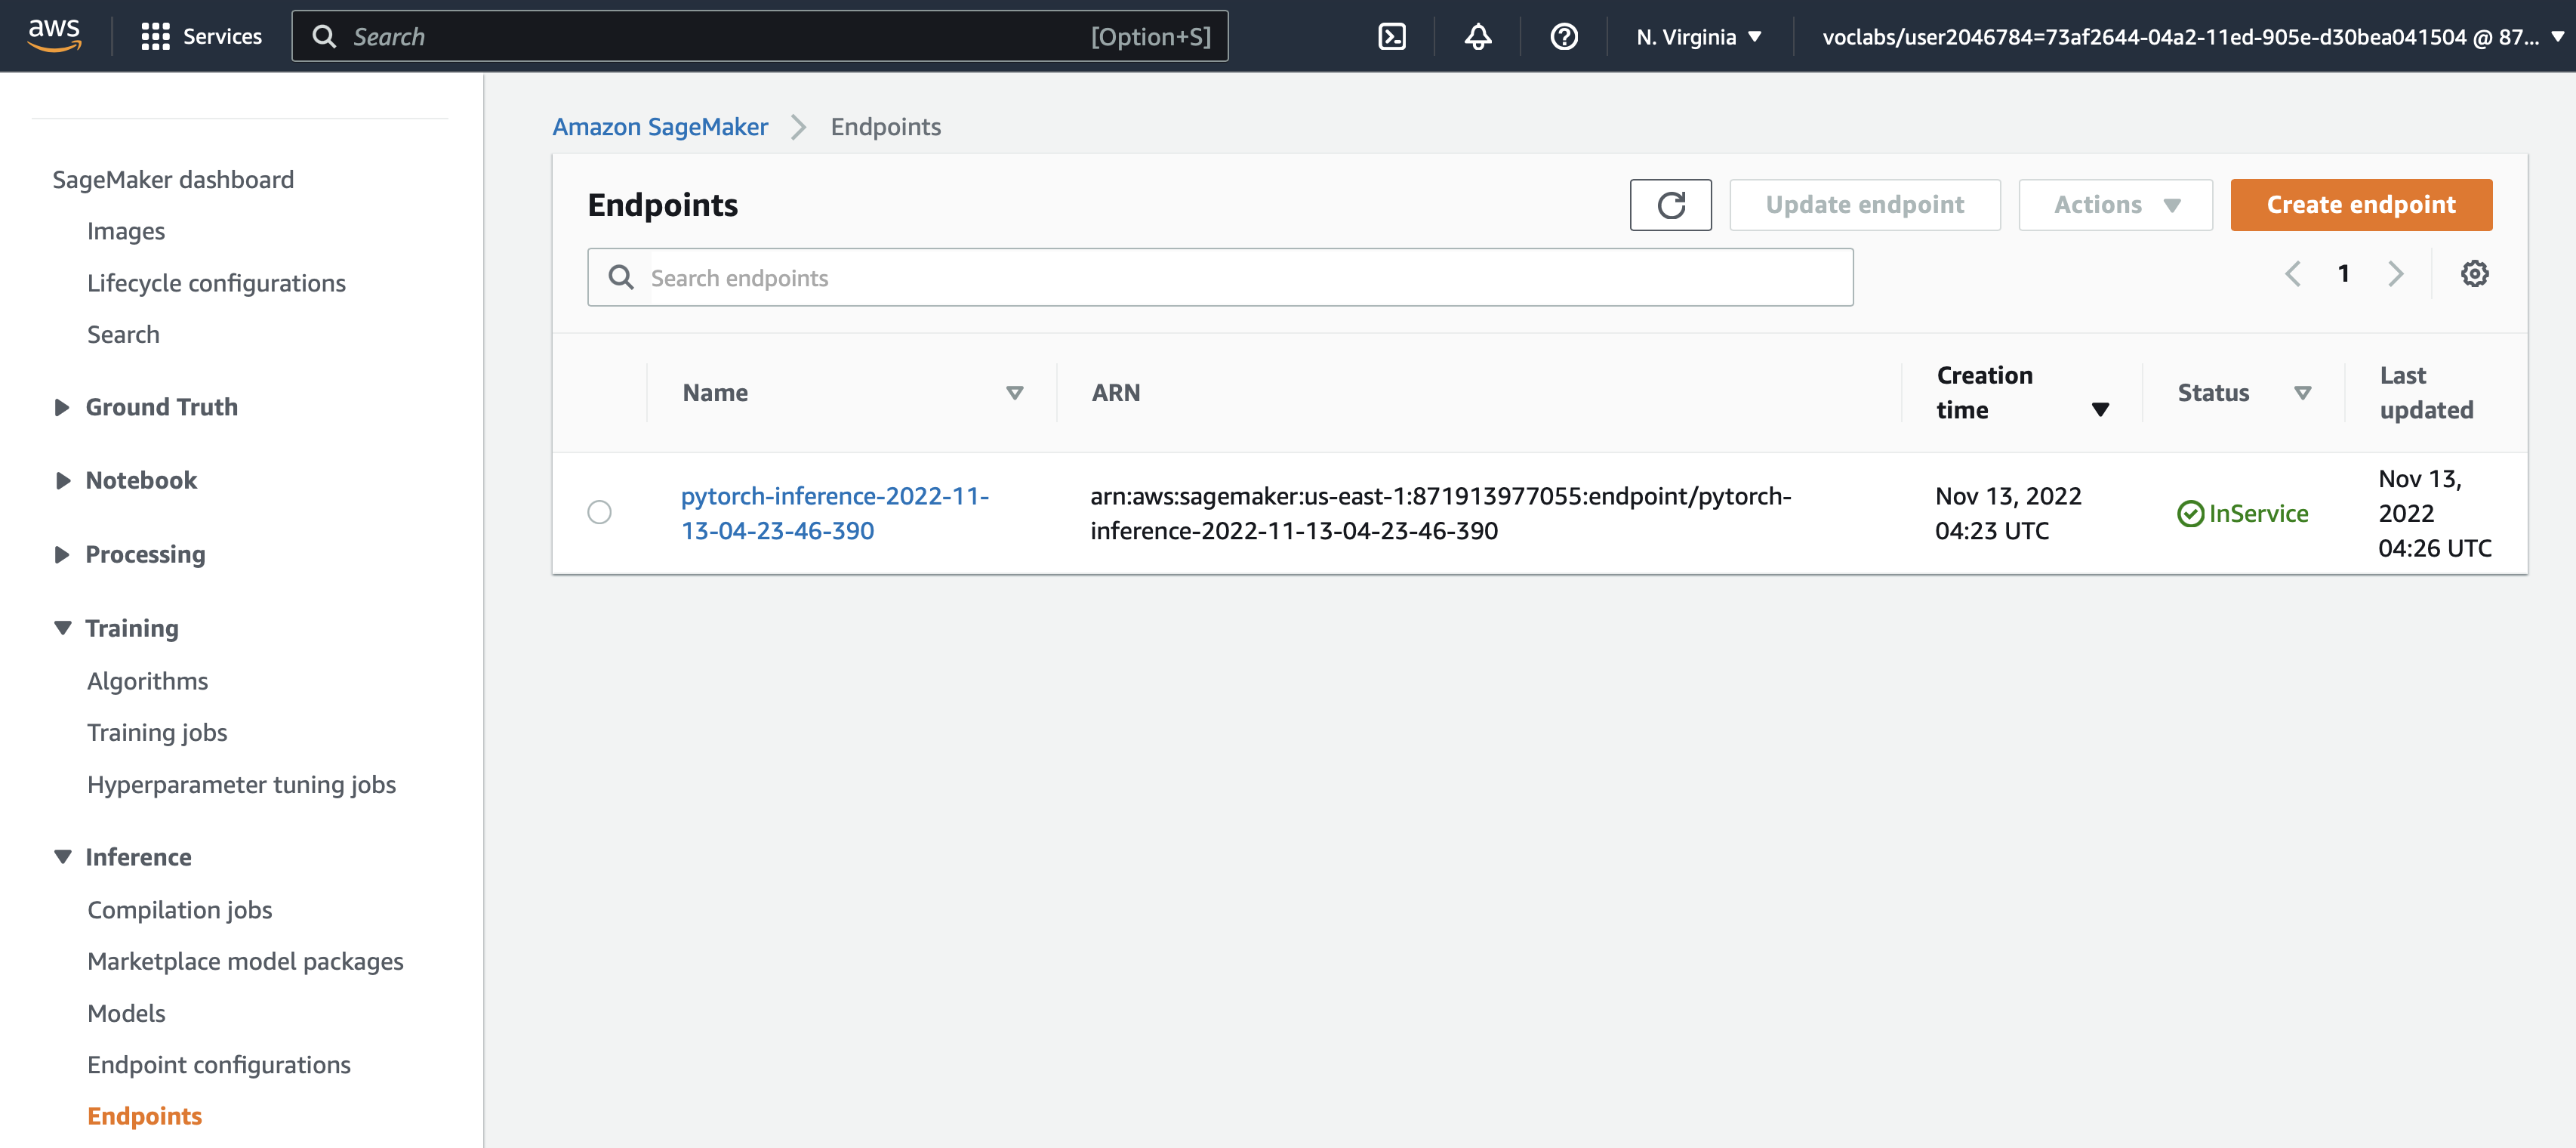 aws
Services
Search
[Option+S]
N. Virginia
voclabs/user2046784=73af2644-04a2-11ed-905e-d30bea041504 @ 87...
SageMaker dashboard
Images
Lifecycle configurations
Search
Ground Truth
Notebook
Processing
Training
Algorithms
Training jobs
Hyperparameter tuning jobs
Inference
Compilation jobs
Marketplace model packages
Models
Endpoint configurations
Endpoints
Amazon SageMaker
Endpoints
Endpoints
Update endpoint
Actions
Create endpoint
Search endpoints
1
Name
ARN
Creation
time
Status
Last
updated
pytorch-inference-2022-11-
13-04-23-46-390
arn:aws:sagemaker:us-east-1:871913977055:endpoint/pytorch-
inference-2022-11-13-04-23-46-390
Nov 13, 2022
04:23 UTC
InService
Nov 13,
2022
04:26 UTC